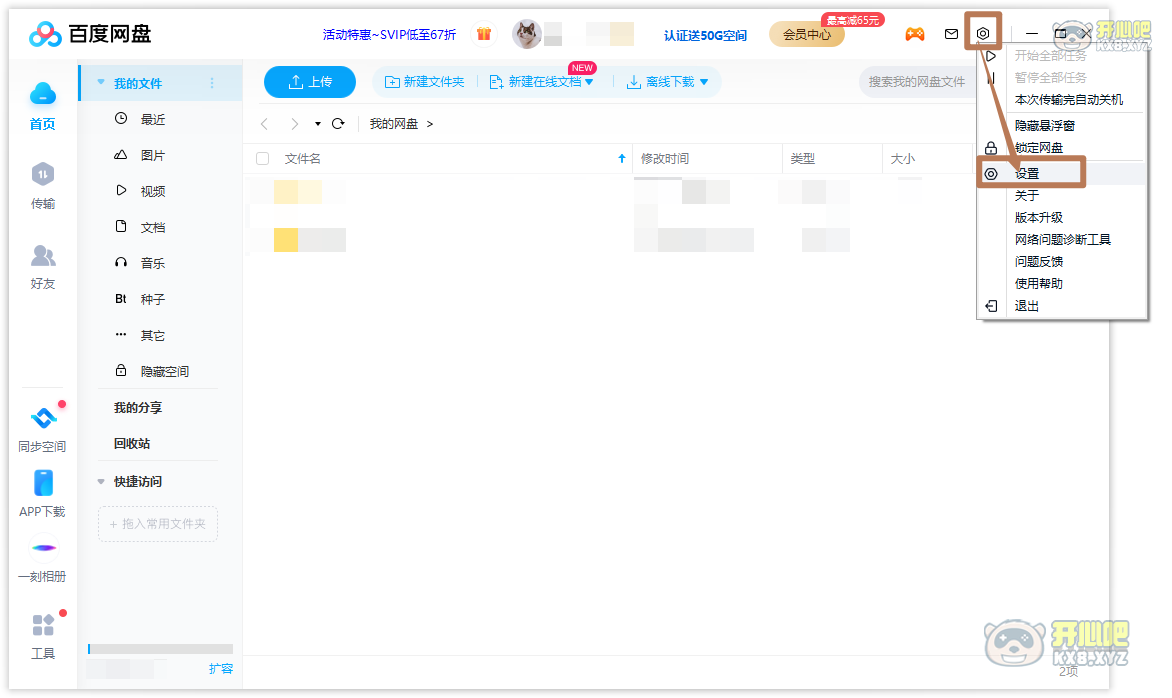 百度网盘
活动特惠~SVIP低至67折
认证送50G空间
会员中心
最高减65元
开心吧
KX8.XYZ
首页
传输
好友
同步空间
APP下载
一刻相册
工具
我的文件
最近
图片
视频
文档
音乐
Bt 种子
其它
隐藏空间
我的分享
回收站
快捷访问
+ 拖入常用文件夹
扩容
上传
新建文件夹
新建在线文档
NEW
离线下载
搜索我的网盘文件
我的网盘 >
文件名
修改时间
类型
大小
开始全部任务
暂停全部任务
本次传输完自动关机
隐藏悬浮窗
锁定网盘
设置
关于
版本升级
网络问题诊断工具
问题反馈
使用帮助
退出
开心吧
KX8.XYZ
2项